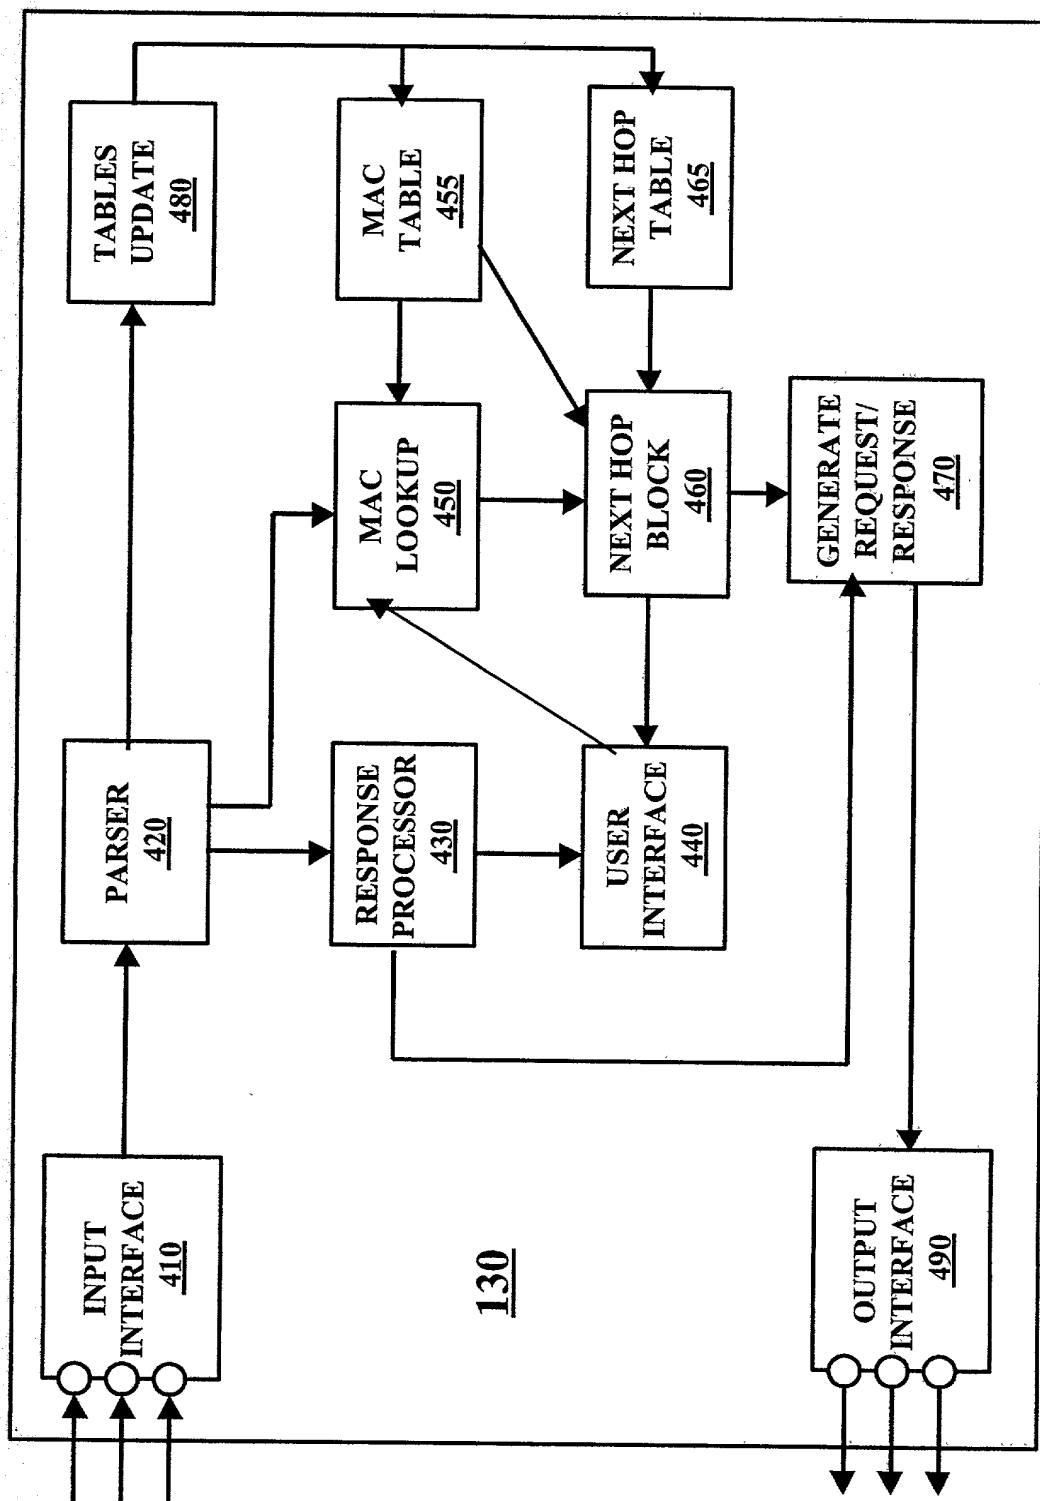 INPUT
INTERFACE
410
PARSER
420
TABLES
UPDATE
480
RESPONSE
PROCESSOR
430
MAC
LOOKUP
450
MAC
TABLE
455
USER
INTERFACE
440
NEXT HOP
BLOCK
460
NEXT HOP
TABLE
465
GENERATE
REQUEST/
RESPONSE
470
OUTPUT
INTERFACE
490
130